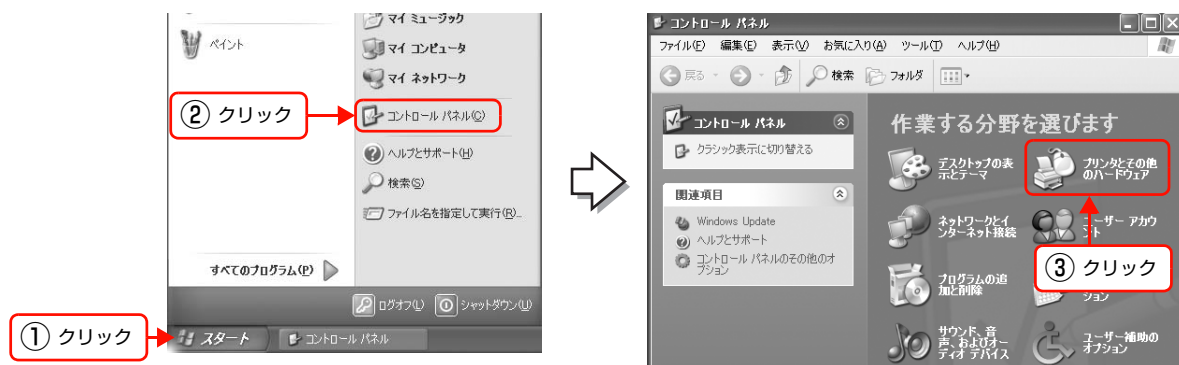 マイ ミュージック
ペイント
マイ コンピュータ
マイ ネットワーク
② クリック
コントロール パネル(C)
ヘルプとサポート(H)
検索(S)
ファイル名を指定して実行(R)...
すべてのプログラム(P)
ログオフ(L)
シャットダウン(U)
① クリック
スタート
コントロール パネル
コントロール パネル
ファイル(F) 編集(E) 表示(V) お気に入り(A) ツール(T) ヘルプ(H)
戻る 検索 フォルダ
コントロール パネル
クラシック表示に切り替える
関連項目
Windows Update
ヘルプとサポート
コントロール パネルのその他のオ
プション
作業する分野を選びます
デスクトップの表
示とテーマ
プリンタとその他
のハードウェア
ネットワークとイ
ンターネット接続
ユーザー アカウ
ント
③ クリック
プログラムの追
加と削除
ション
サウンド、音
声、およびオー
ディオ デバイス
ユーザー補助の
オプション